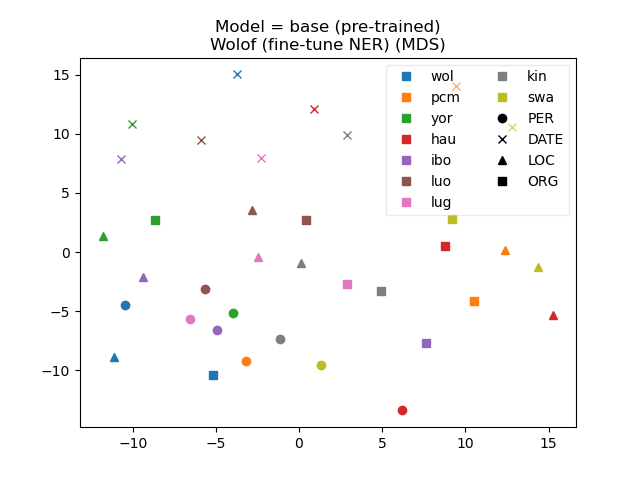 Model = base (pre-trained)
Wolof (fine-tune NER) (MDS)
wol
pcm
yor
hau
ibo
luo
lug
kin
swa
PER
DATE
LOC
ORG
15
10
5
0
−5
−10
−10
−5
0
5
10
15